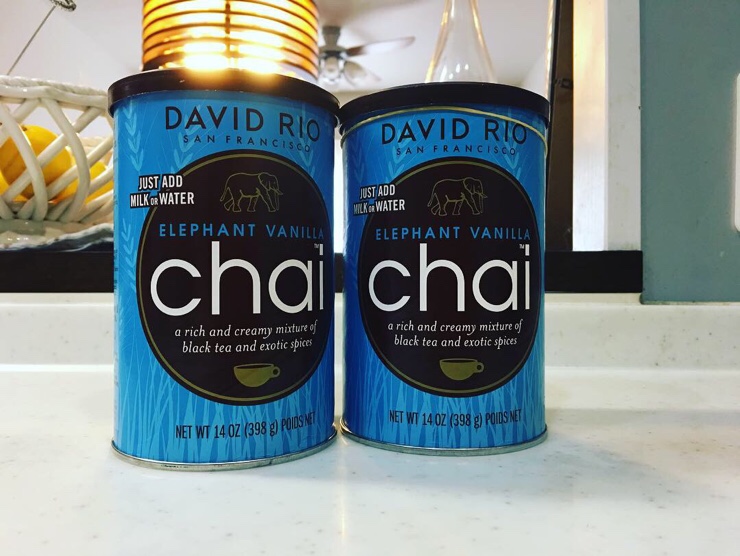 DAVID RIO
SAN FRANCISCO
JUST ADD
MILK OR WATER
ELEPHANT VANILLA
chai™
a rich and creamy mixture of
black tea and exotic spices
NET WT 14 OZ (398 g) POIDS NET
DAVID RIO
SAN FRANCISCO
JUST ADD
MILK OR WATER
ELEPHANT VANILLA
chai™
a rich and creamy mixture of
black tea and exotic spices
NET WT 14 OZ (398 g) POIDS NET